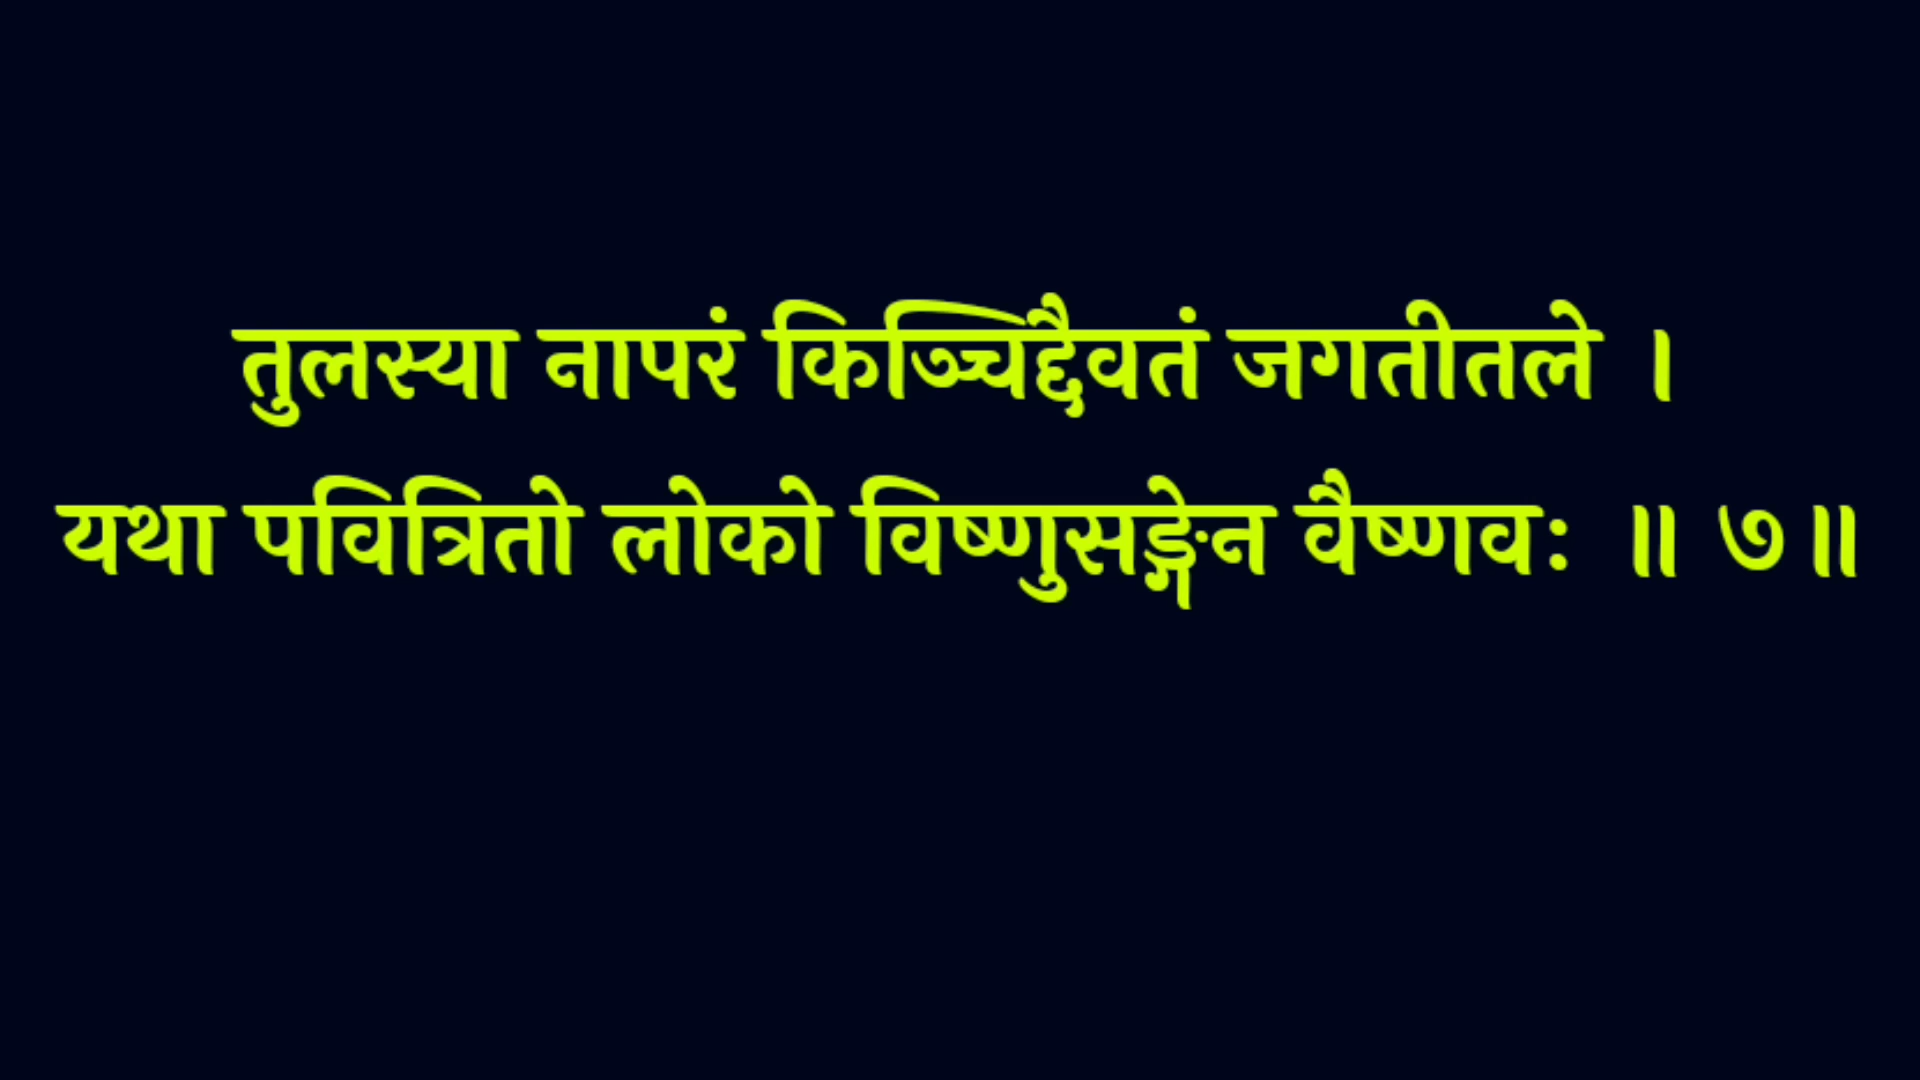 तुलस्या नापरं किञ्चिद्दैवतं जगतीतले ।
यथा पवित्रितो लोको विष्णुसङ्गेन वैष्णवः ॥ ७॥